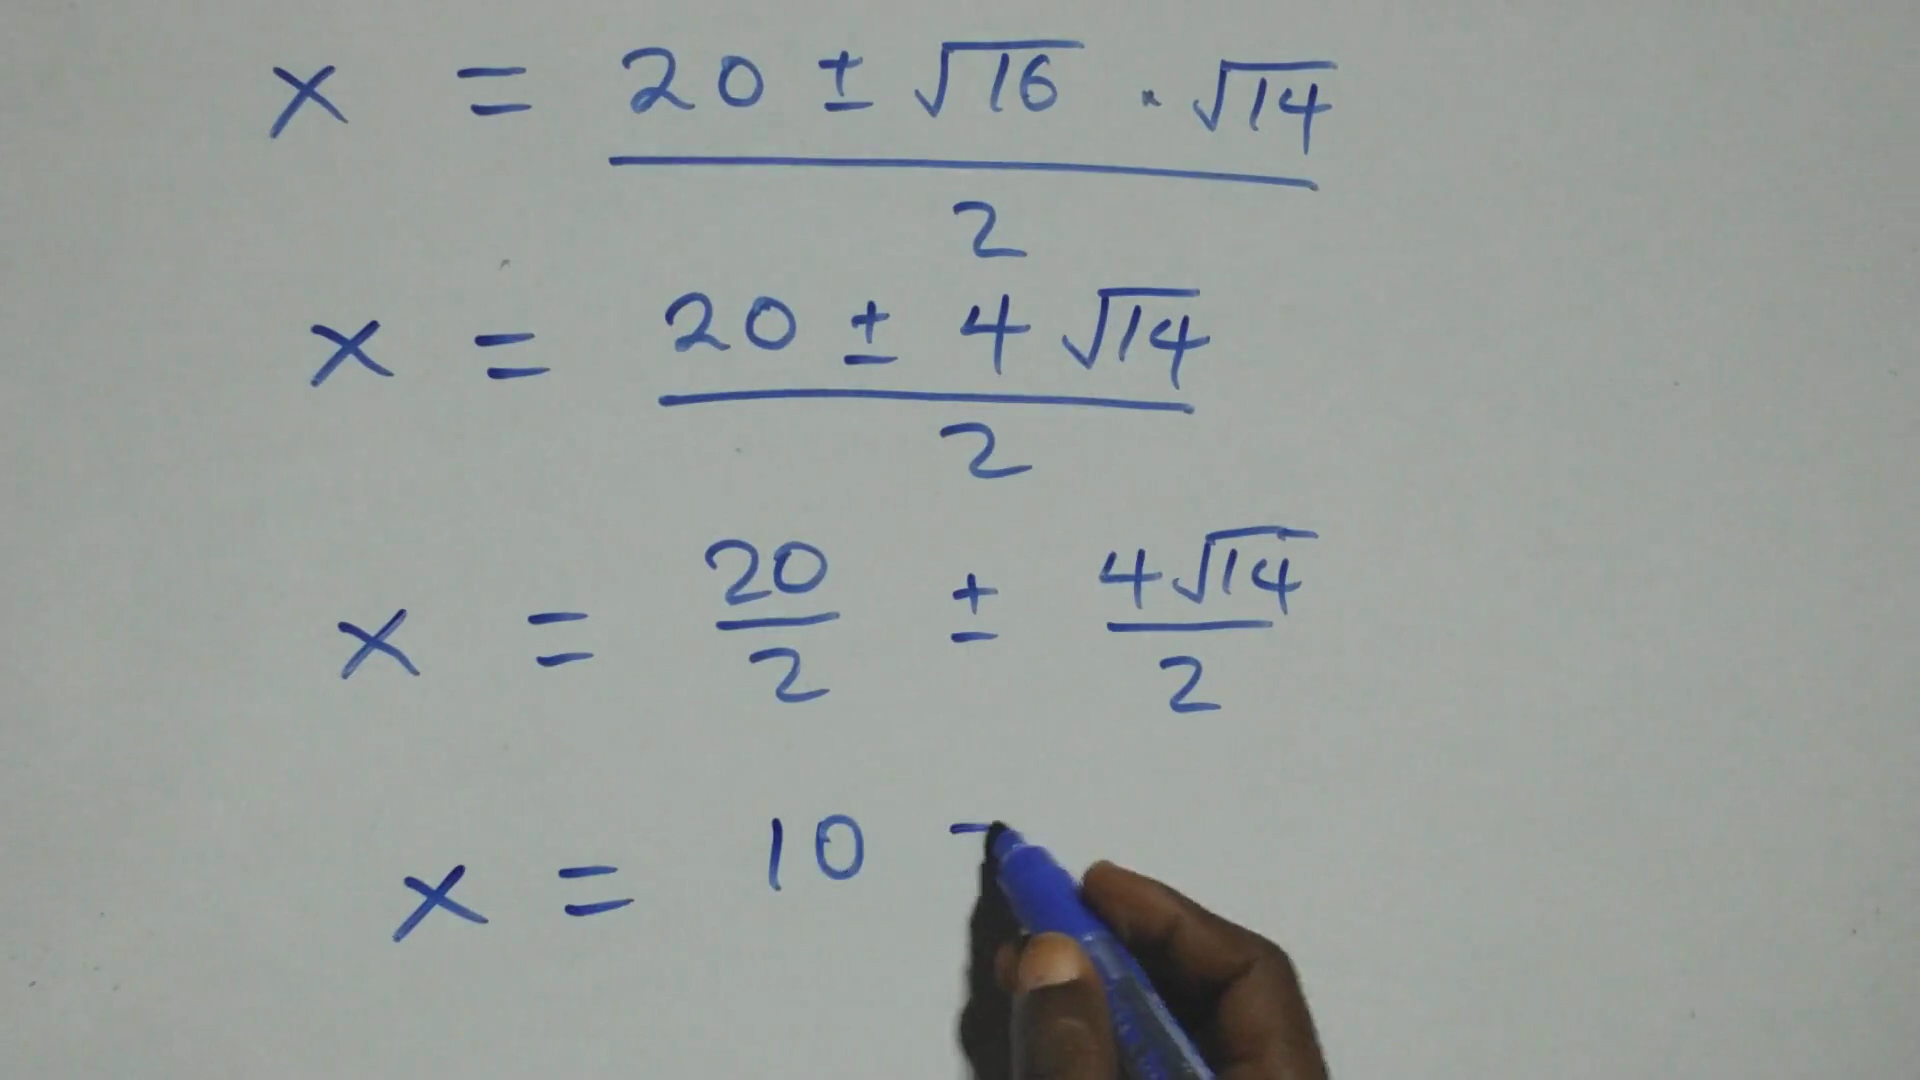 x = (20 ± √16 · √14) / 2
x = (20 ± 4√14) / 2
x = 20/2 ± 4√14/2
x = 10 -